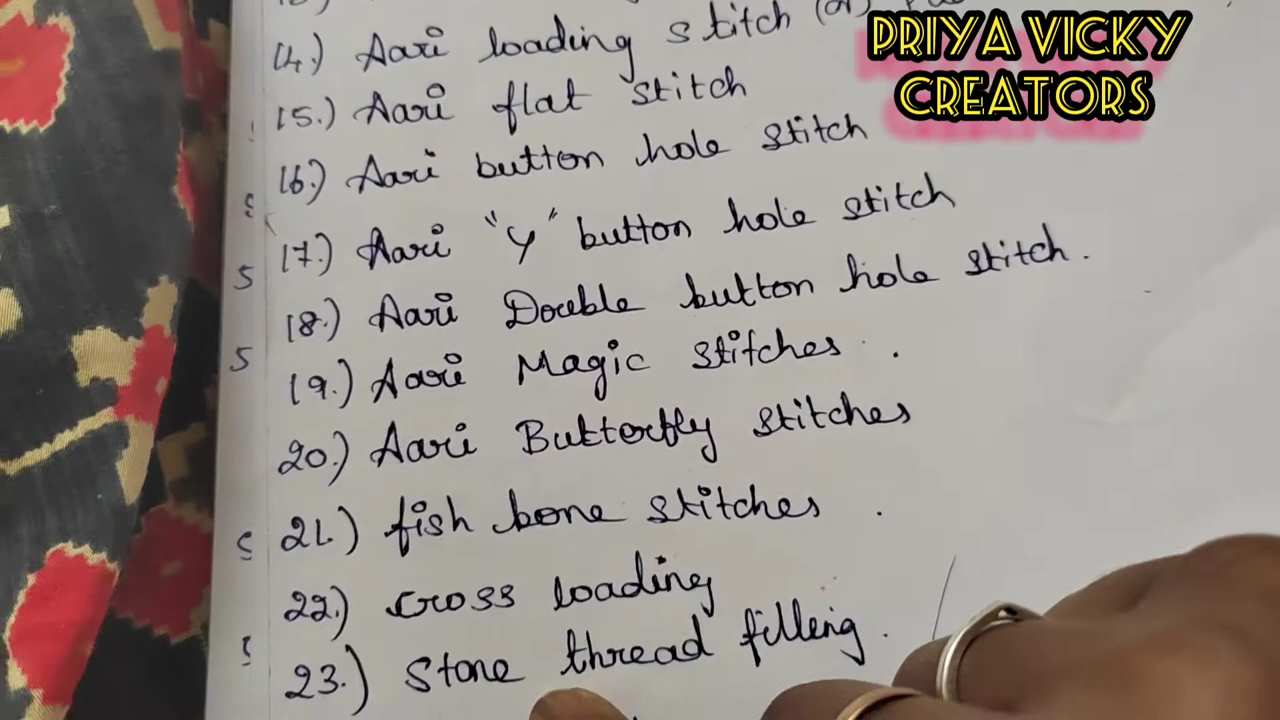 PRIYA VICKY
CREATORS
14.) Aari loading stitch (or)
15.) Aari flat stitch
16.) Aari button hole stitch
17.) Aari "Y" button hole stitch
18.) Aari Double button hole stitch.
19.) Aari Magic stitches .
20.) Aari Butterfly stitches
21.) fish bone stitches .
22.) cross loading
23.) Stone thread filling.